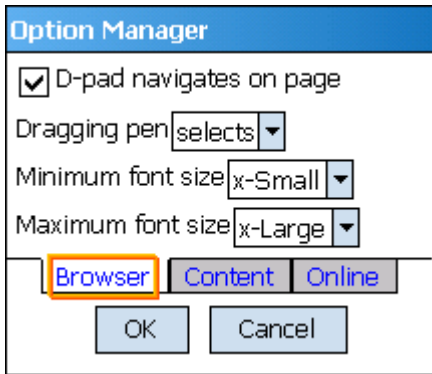 Option Manager
D-pad navigates on page
Dragging pen selects
Minimum font size x-Small
Maximum font size x-Large
Browser Content Online
OK Cancel